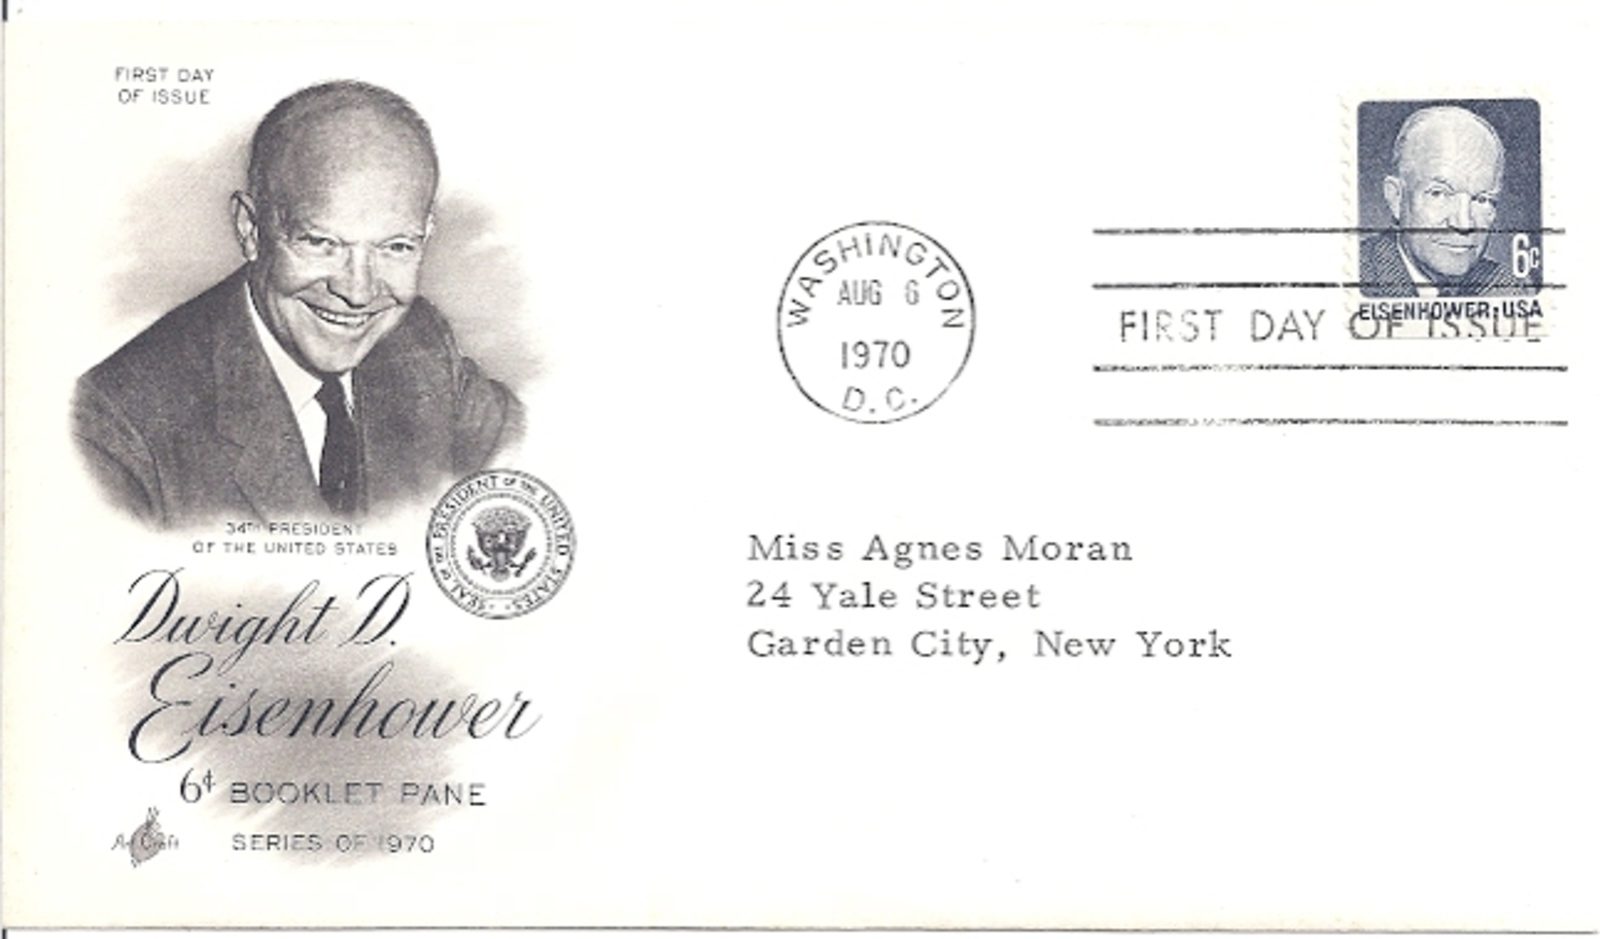 FIRST DAY
OF ISSUE
34TH PRESIDENT
OF THE UNITED STATES
SEAL OF THE PRESIDENT OF THE UNITED STATES
Dwight D.
Eisenhower
6¢ BOOKLET PANE
Art Craft
SERIES OF 1970
WASHINGTON
AUG 6
1970
D.C.
6c
EISENHOWER·USA
FIRST DAY OF ISSUE
Miss Agnes Moran
24 Yale Street
Garden City, New York